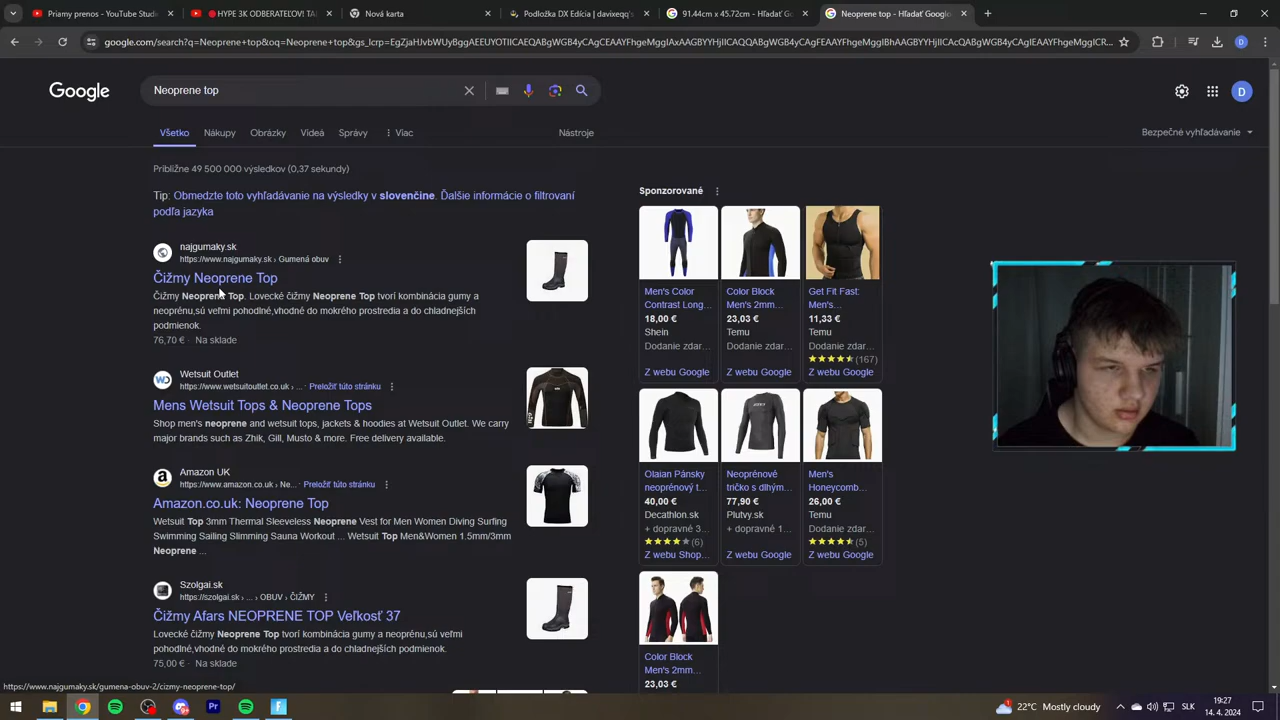 Priamy prenos - YouTube Studi
HYPE 3K ODBERATEĽOV! TAI
Nová karta
Podložka DX Edícia | davixeqq's
91.44cm x 45.72cm - Hľadať Go
Neoprene top - Hľadať Google
google.com/search?q=Neoprene+top&oq=Neoprene+top&gs_lcrp=EgZjaHJvbWUyBggAEEUYOTIICAEQABgWGB4yCAgCEAAYFhgeMggIAxAAGBYYHjIICAQQABgWGB4yCAgFEAAYFhgeMggIBhAAGBYYHjIICAcQABgWGB4yCAgIEAAYFhgeMggICRAAGBYYHjIICAoQABgWGB4yCAgLEAAYFhgeMggIDBAAGBYYHjIICA0QABgWGB4yCAgOEAAYFhgeMggIDxAAGBYYHjIIC...
Google
Neoprene top
Všetko
Nákupy
Obrázky
Videá
Správy
Viac
Nástroje
Bezpečné vyhľadávanie
Približne 49 500 000 výsledkov (0,37 sekundy)
Tip: Obmedzte toto vyhľadávanie na výsledky v slovenčine. Ďalšie informácie o filtrovaní
podľa jazyka
najgumaky.sk
https://www.najgumaky.sk › Gumená obuv
Čižmy Neoprene Top
Čižmy Neoprene Top. Lovecké čižmy Neoprene Top tvorí kombinácia gumy a
neoprénu,sú veľmi pohodlné,vhodné do mokrého prostredia a do chladnejších
podmienok.
76,70 € · Na sklade
Wetsuit Outlet
https://www.wetsuitoutlet.co.uk › ... Preložiť túto stránku
Mens Wetsuit Tops & Neoprene Tops
Shop men's neoprene and wetsuit tops, jackets & hoodies at Wetsuit Outlet. We carry
major brands such as Zhik, Gill, Musto & more. Free delivery available.
Amazon UK
https://www.amazon.co.uk › Ne... Preložiť túto stránku
Amazon.co.uk: Neoprene Top
Wetsuit Top 3mm Thermal Sleeveless Neoprene Vest for Men Women Diving Surfing
Swimming Sailing Slimming Sauna Workout ... Wetsuit Top Men&Women 1.5mm/3mm
Neoprene ...
Szolgai.sk
https://szolgai.sk › ... › OBUV › ČIŽMY
Čižmy Afars NEOPRENE TOP Veľkosť 37
Lovecké čižmy Neoprene Top tvorí kombinácia gumy a neoprénu,sú veľmi
pohodlné,vhodné do mokrého prostredia a do chladnejších podmienok.
75,00 € · Na sklade
Sponzorované
Men's Color
Contrast Long...
18,00 €
Shein
Dodanie zdar...
Z webu Google
Color Block
Men's 2mm...
23,03 €
Temu
Dodanie zdar...
Z webu Google
Get Fit Fast:
Men's...
11,33 €
Temu
Dodanie zdar...
(167)
Z webu Google
Olaian Pánsky
neoprénový t...
40,00 €
Decathlon.sk
+ dopravné 3...
(6)
Z webu Shop...
Neoprénové
tričko s dlhým...
77,90 €
Plutvy.sk
+ dopravné 1...
Z webu Google
Men's
Honeycomb...
26,00 €
Temu
Dodanie zdar...
(5)
Z webu Google
Color Block
Men's 2mm...
23,03 €
https://www.najgumaky.sk/gumena-obuv-2/cizmy-neoprene-top/
22°C Mostly cloudy
SLK
19:27
14. 4. 2024